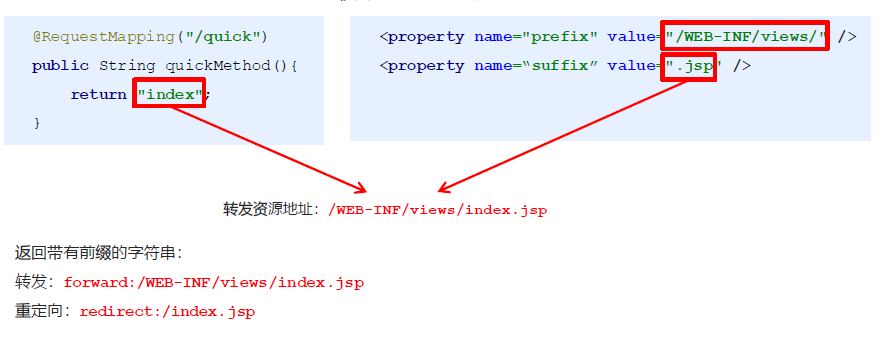 @RequestMapping("/quick")
public String quickMethod(){
return "index";
}
<property name="prefix" value="/WEB-INF/views/" />
<property name=“suffix” value=".jsp" />
转发资源地址：/WEB-INF/views/index.jsp
返回带有前缀的字符串：
转发：forward:/WEB-INF/views/index.jsp
重定向：redirect:/index.jsp